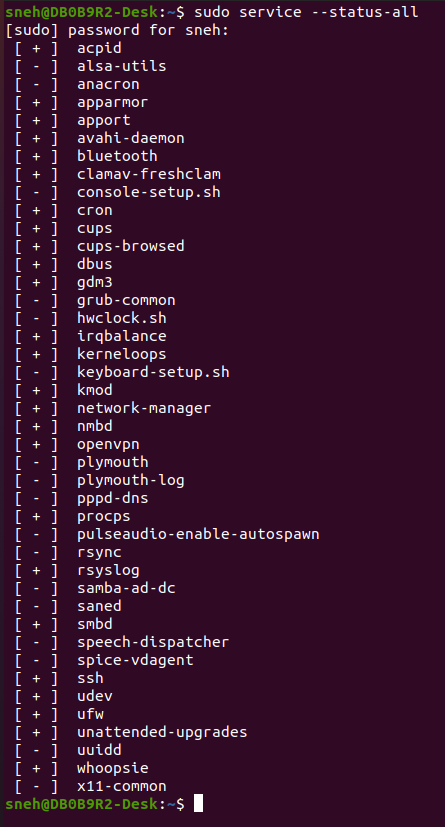 sneh@DB0B9R2-Desk:~$ sudo service --status-all
[sudo] password for sneh:
[ + ]  acpid
[ - ]  alsa-utils
[ - ]  anacron
[ + ]  apparmor
[ + ]  apport
[ + ]  avahi-daemon
[ + ]  bluetooth
[ + ]  clamav-freshclam
[ - ]  console-setup.sh
[ + ]  cron
[ + ]  cups
[ + ]  cups-browsed
[ + ]  dbus
[ + ]  gdm3
[ - ]  grub-common
[ - ]  hwclock.sh
[ + ]  irqbalance
[ + ]  kerneloops
[ - ]  keyboard-setup.sh
[ + ]  kmod
[ + ]  network-manager
[ + ]  nmbd
[ + ]  openvpn
[ - ]  plymouth
[ - ]  plymouth-log
[ - ]  pppd-dns
[ + ]  procps
[ - ]  pulseaudio-enable-autospawn
[ - ]  rsync
[ + ]  rsyslog
[ - ]  samba-ad-dc
[ - ]  saned
[ + ]  smbd
[ - ]  speech-dispatcher
[ - ]  spice-vdagent
[ + ]  ssh
[ + ]  udev
[ + ]  ufw
[ + ]  unattended-upgrades
[ - ]  uuidd
[ + ]  whoopsie
[ - ]  x11-common
sneh@DB0B9R2-Desk:~$